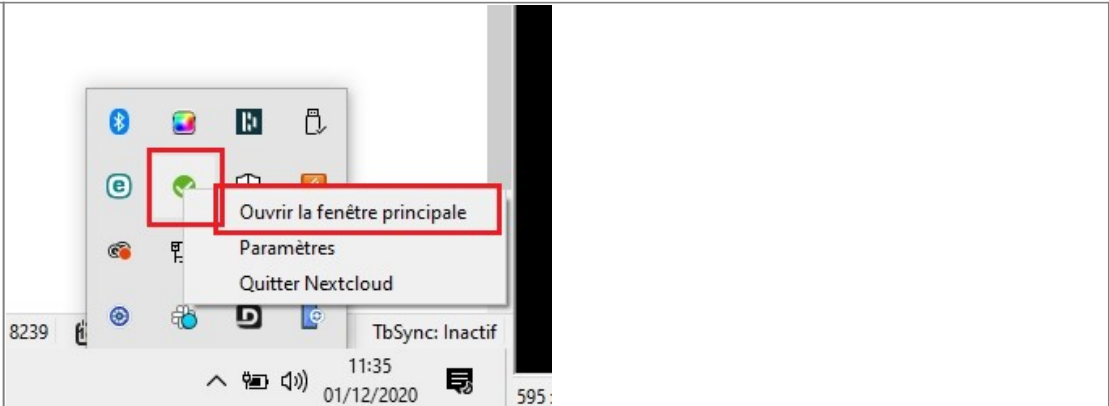 Ouvrir la fenêtre principale
Paramètres
Quitter Nextcloud
8239
TbSync: Inactif
11:35
01/12/2020
595